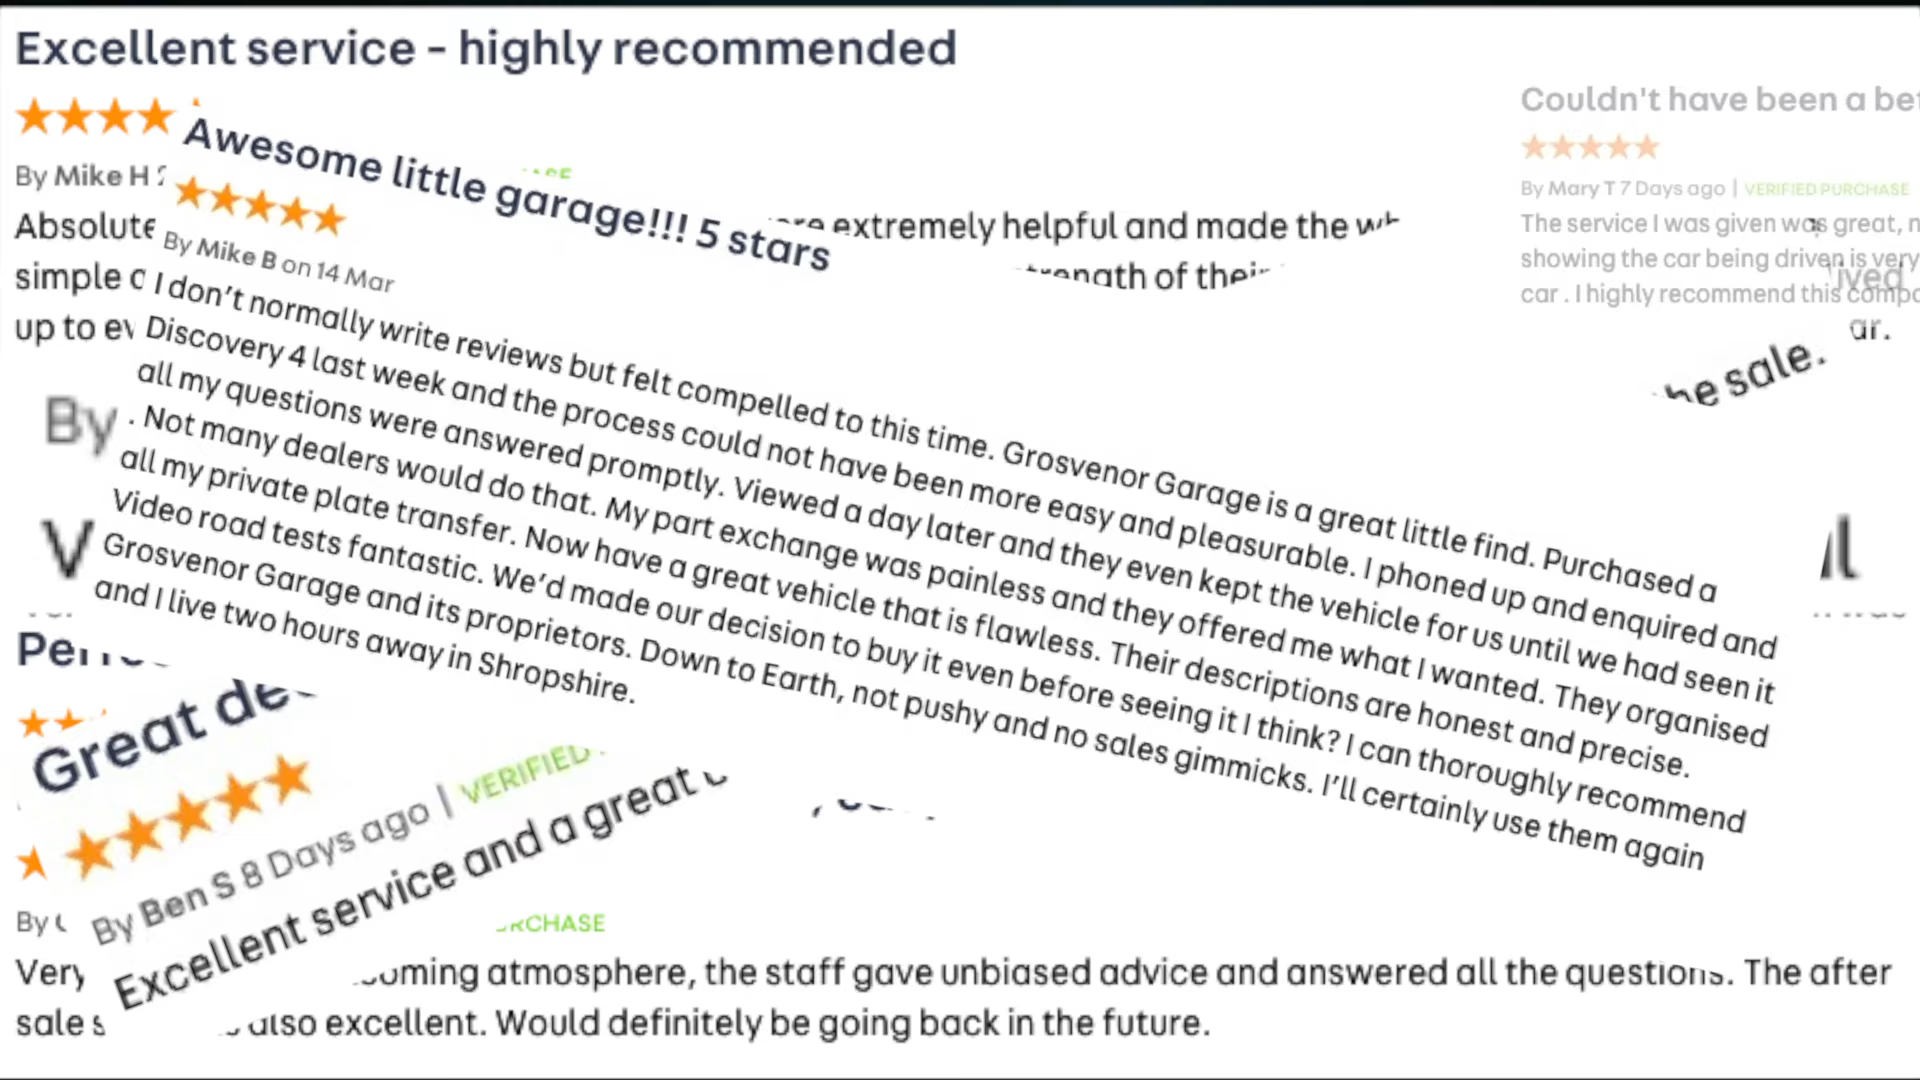 Excellent service - highly recommended
By Mike H
Absolute
extremely helpful and made the
simple
of their
up to
Couldn't have been a
By Mary T 7 Days ago | VERIFIED PURCHASE
The service I was given was great,
showing the car being driven is very
car . I highly recommend this
Awesome little garage!!! 5 stars
By Mike B on 14 Mar
I don't normally write reviews but felt compelled to this time. Grosvenor Garage is a great little find. Purchased a
Discovery 4 last week and the process could not have been more easy and pleasurable. I phoned up and enquired and
all my questions were answered promptly. Viewed a day later and they even kept the vehicle for us until we had seen it
. Not many dealers would do that. My part exchange was painless and they offered me what I wanted. They organised
all my private plate transfer. Now have a great vehicle that is flawless. Their descriptions are honest and precise.
Video road tests fantastic. We'd made our decision to buy it even before seeing it I think? I can thoroughly recommend
Grosvenor Garage and its proprietors. Down to Earth, not pushy and no sales gimmicks. I'll certainly use them again
and I live two hours away in Shropshire.
sale.
By
Great
By Ben S 8 Days ago | VERIFIED
Excellent service and a great
By
Very
atmosphere, the staff gave unbiased advice and answered all the questions. The after
sale
also excellent. Would definitely be going back in the future.